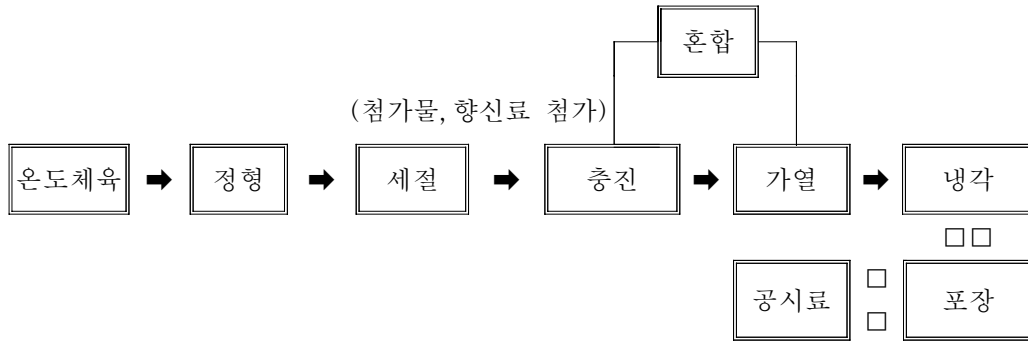 혼합
(첨가물, 향신료 첨가)
온도체육 ➡ 정형 ➡ 세절 ➡ 충진 ➡ 가열 ➡ 냉각
□□
공시료 □ □ 포장